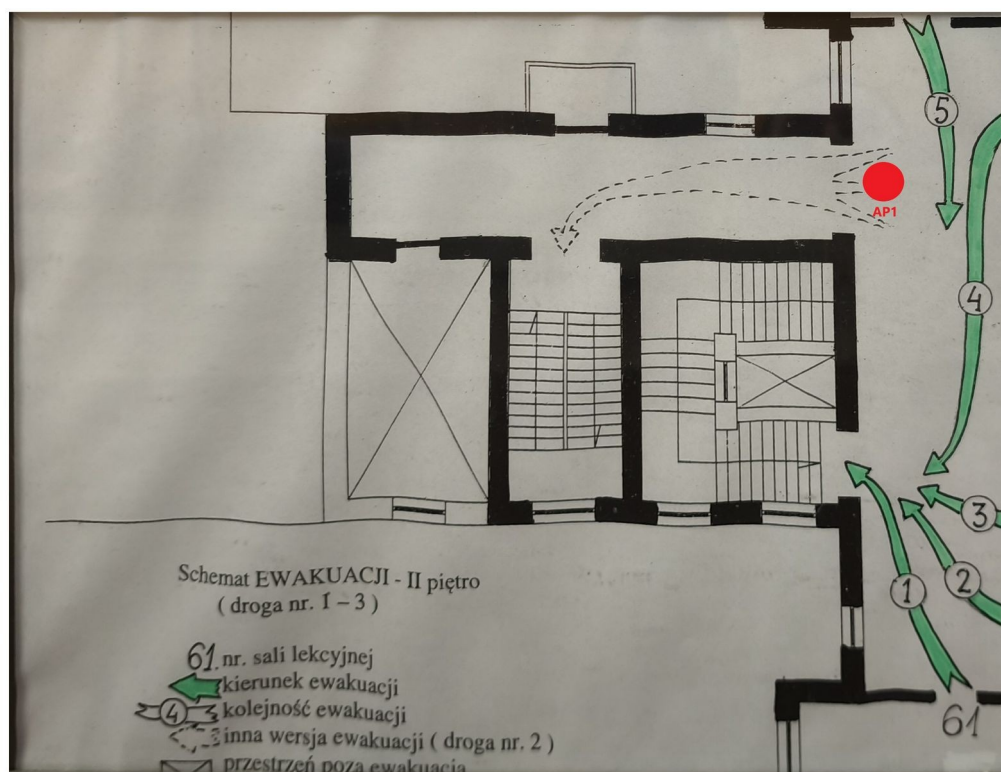 5
AP1
4
3
2
1
61
Schemat EWAKUACJI - II piętro
( droga nr. 1 – 3 )
61 nr. sali lekcyjnej
kierunek ewakuacji
4 kolejność ewakuacji
inna wersja ewakuacji ( droga nr. 2 )
przestrzeń poza ewakuacją